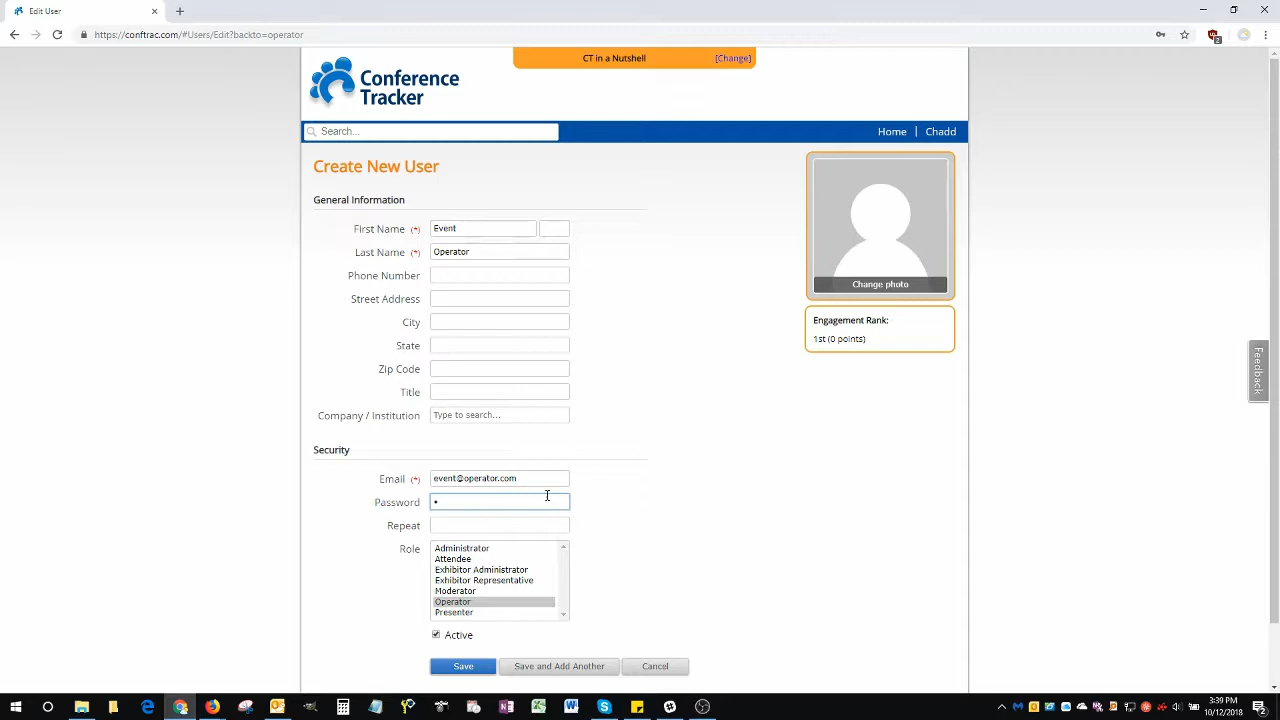 Edit User
https://conftrac.com/#Users/Edit?backto=operator
2
CT in a Nutshell [Change]
Conference
Tracker
Search...
Home | Chadd
Create New User
General Information
First Name (*) Event
Last Name (*) Operator
Phone Number
Street Address
City
State
Zip Code
Title
Company / Institution Type to search...
Change photo
Engagement Rank:
1st (0 points)
Feedback
Security
Email (*) event@operator.com
Password •
Repeat
Role
Administrator
Attendee
Exhibitor Administrator
Exhibitor Representative
Moderator
Operator
Presenter
Active
Save
Save and Add Another
Cancel
3:39 PM
10/12/2018